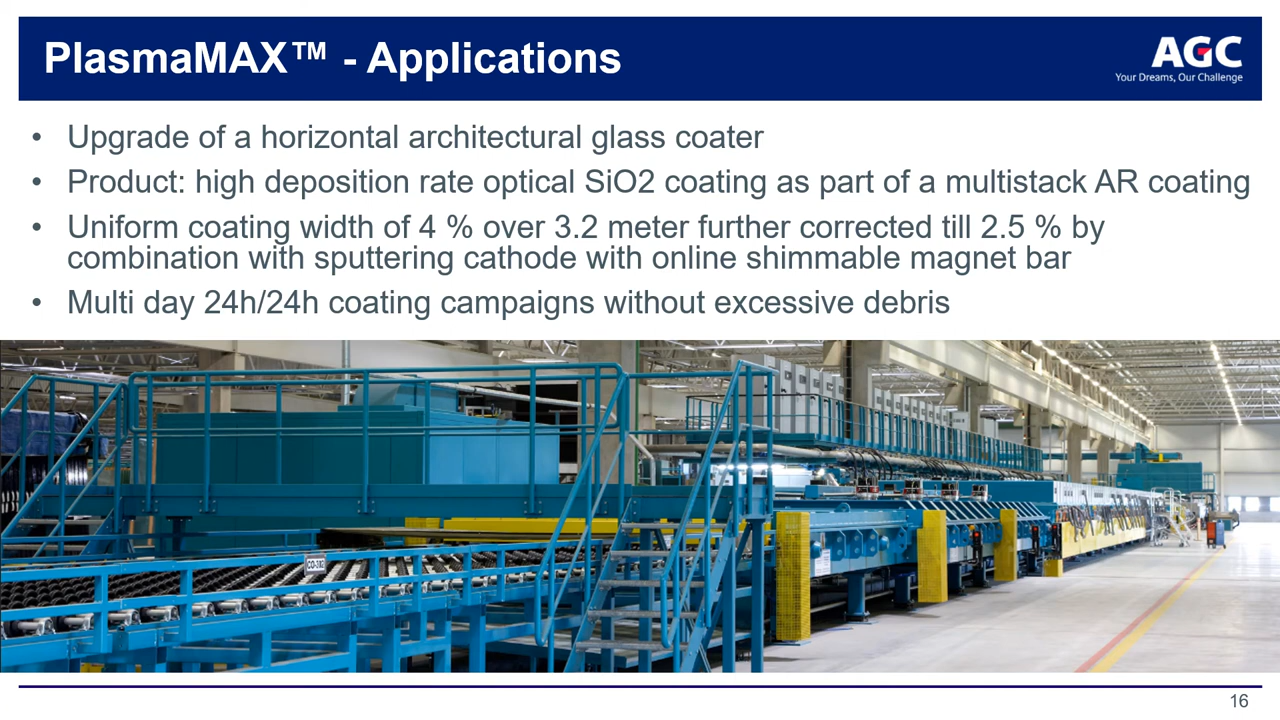 PlasmaMAX™ - Applications
AGC
Your Dreams, Our Challenge
• Upgrade of a horizontal architectural glass coater
• Product: high deposition rate optical SiO2 coating as part of a multistack AR coating
• Uniform coating width of 4 % over 3.2 meter further corrected till 2.5 % by
combination with sputtering cathode with online shimmable magnet bar
• Multi day 24h/24h coating campaigns without excessive debris
16